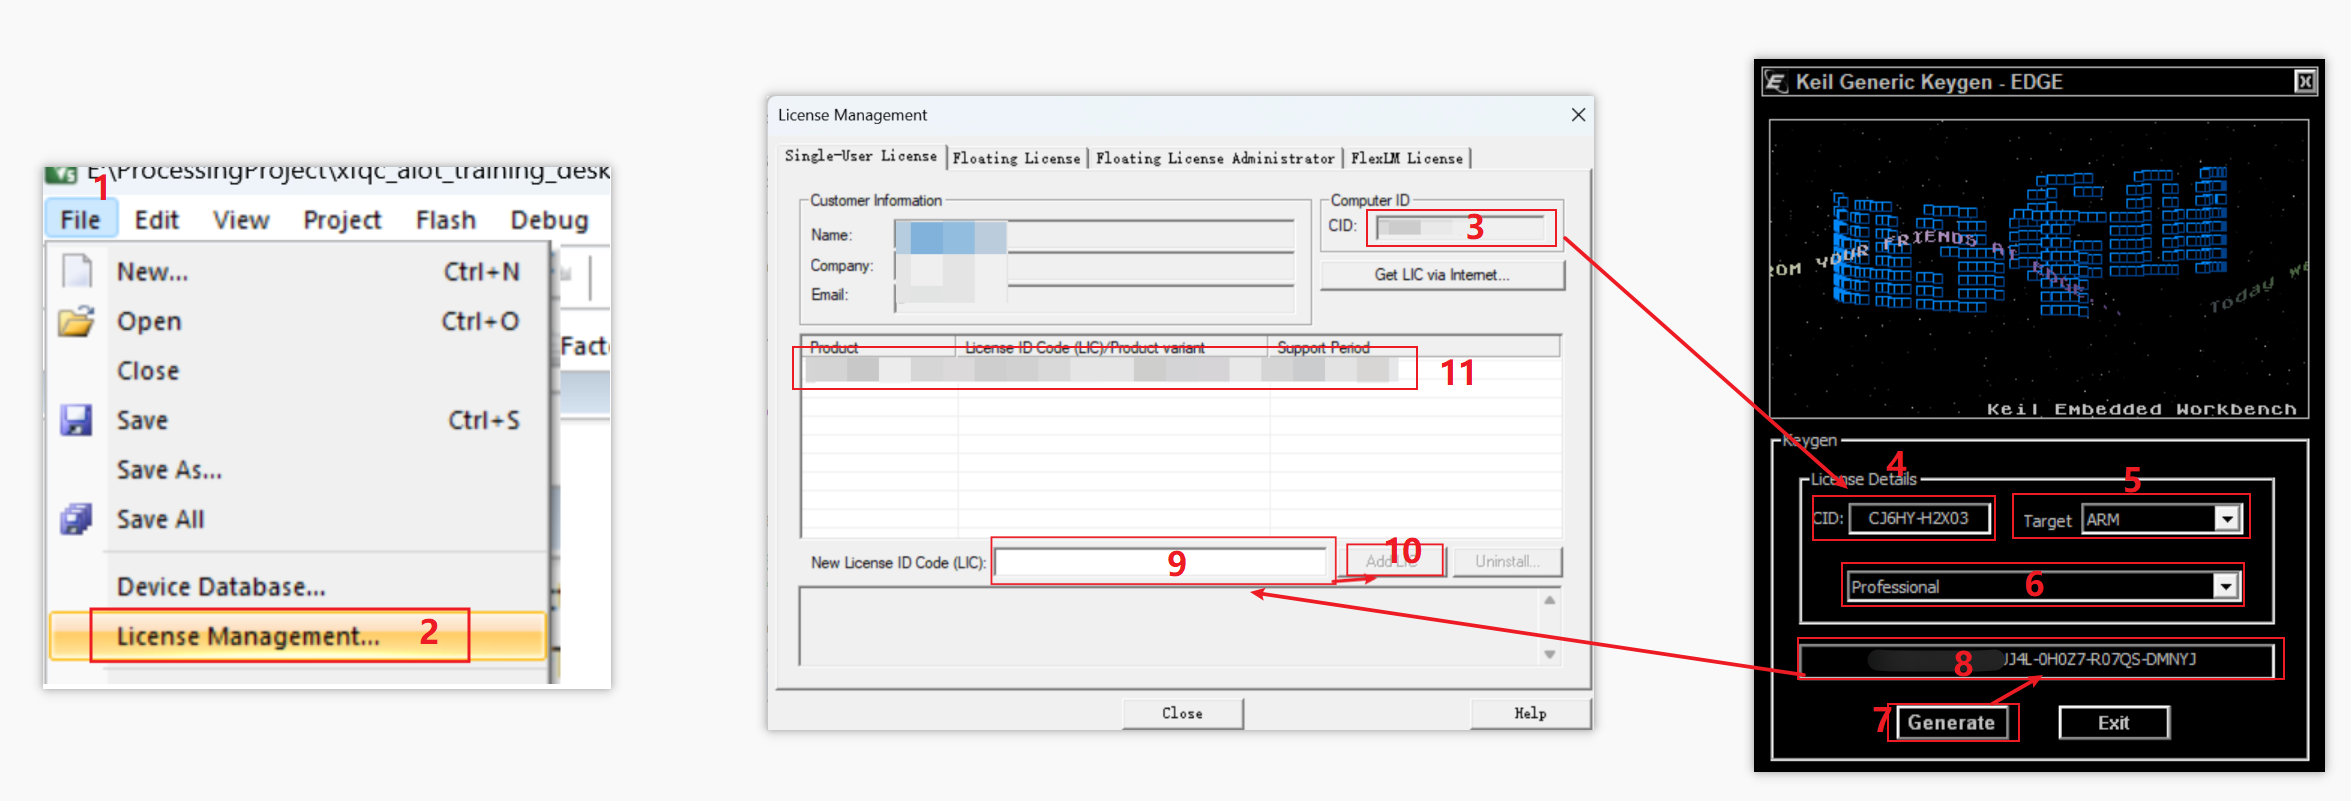 E:\ProcessingProject\xfqc_aiot_training_desk
1
File Edit View Project Flash Debug
New... Ctrl+N
Open Ctrl+O
Close
Save Ctrl+S
Save As...
Save All
Device Database...
License Management... 2
Fact
License Management
Single-User License Floating License Floating License Administrator FlexLM License
Customer Information
Name:
Company:
Email:
Computer ID
CID: 3
Get LIC via Internet...
Product License ID Code (LIC)/Product variant Support Period
11
New License ID Code (LIC): 9 Add LIC 10 Uninstall...
Close Help
Keil Generic Keygen - EDGE
ROM YOUR FRIENDS AT EDGE...
Today we
Keil Embedded Workbench
Keygen
License Details
4 5
CID: CJ6HY-H2X03 Target ARM
Professional 6
8 JJ4L-0H0Z7-R07QS-DMNYJ
7 Generate Exit